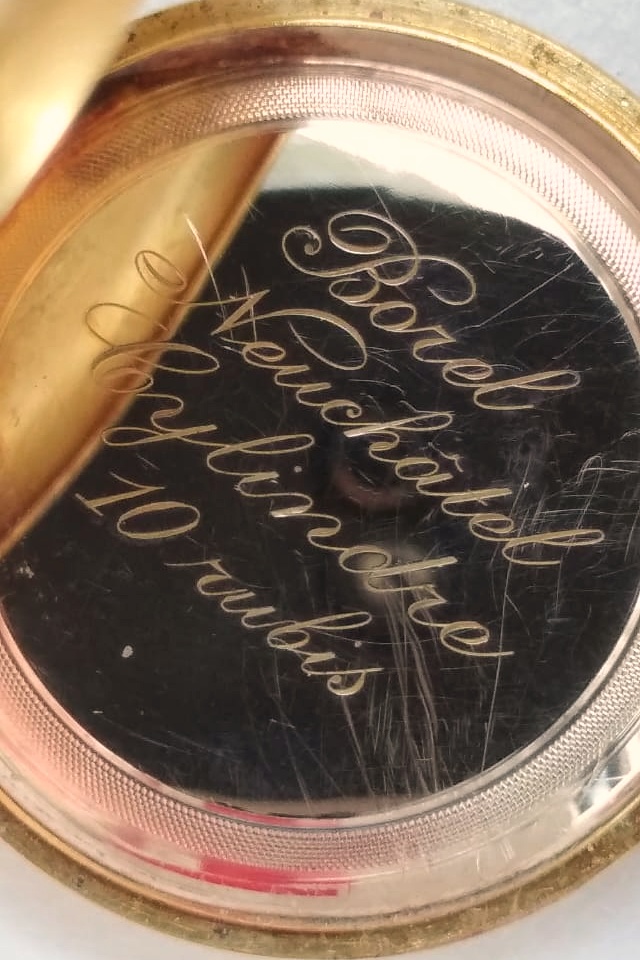 Borel
Neuchâtel
Cylindre
10 rubis